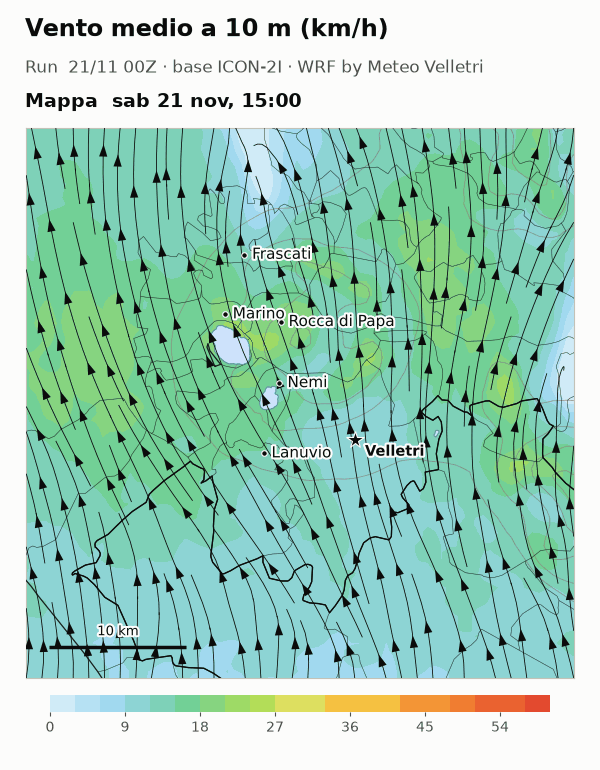 Vento medio a 10 m (km/h)
Run  21/11 00Z · base ICON-2I · WRF by Meteo Velletri
Mappa  sab 21 nov, 15:00
Frascati
Marino
Rocca di Papa
Nemi
Velletri
Lanuvio
10 km
0 9 18 27 36 45 54